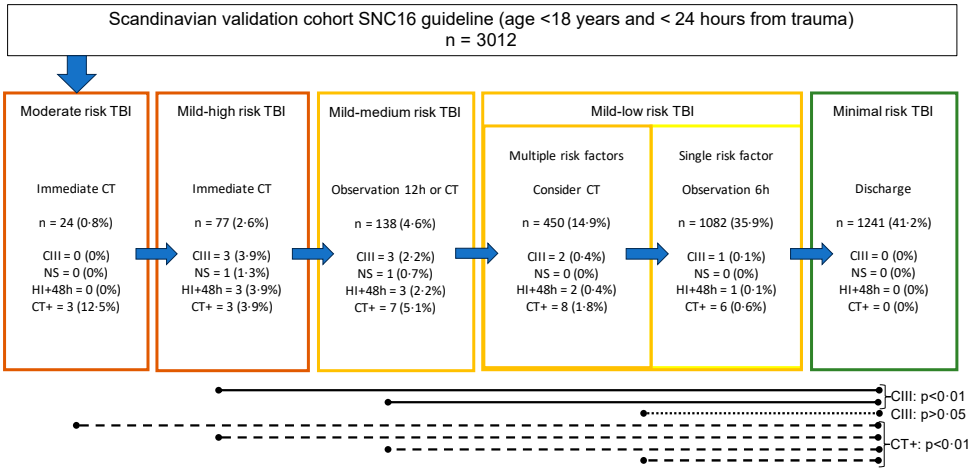 Scandinavian validation cohort SNC16 guideline (age <18 years and < 24 hours from trauma)
n = 3012
Moderate risk TBI
Immediate CT
n = 24 (0·8%)
CIII = 0 (0%)
NS = 0 (0%)
HI+48h = 0 (0%)
CT+ = 3 (12·5%)
Mild-high risk TBI
Immediate CT
n = 77 (2·6%)
CIII = 3 (3·9%)
NS = 1 (1·3%)
HI+48h = 3 (3·9%)
CT+ = 3 (3·9%)
Mild-medium risk TBI
Observation 12h or CT
n = 138 (4·6%)
CIII = 3 (2·2%)
NS = 1 (0·7%)
HI+48h = 3 (2·2%)
CT+ = 7 (5·1%)
Mild-low risk TBI
Multiple risk factors
Consider CT
n = 450 (14·9%)
CIII = 2 (0·4%)
NS = 0 (0%)
HI+48h = 2 (0·4%)
CT+ = 8 (1·8%)
Single risk factor
Observation 6h
n = 1082 (35·9%)
CIII = 1 (0·1%)
NS = 0 (0%)
HI+48h = 1 (0·1%)
CT+ = 6 (0·6%)
Minimal risk TBI
Discharge
n = 1241 (41·2%)
CIII = 0 (0%)
NS = 0 (0%)
HI+48h = 0 (0%)
CT+ = 0 (0%)
CIII: p<0·01
CIII: p>0·05
CT+: p<0·01